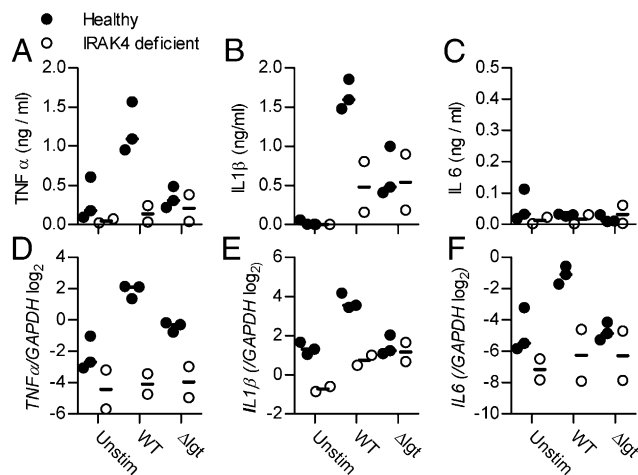 Healthy
IRAK4 deficient
A
B
C
TNFα (ng / ml)
2.0
1.5
1.0
0.5
0.0
IL1β (ng/ml)
2.0
1.5
1.0
0.5
0.0
IL 6 (ng / ml)
0.5
0.4
0.3
0.2
0.1
0.0
D
E
F
TNFα/GAPDH log2
4
2
0
-2
-4
-6
IL1β (/GAPDH log2)
6
4
2
0
-2
IL6 (/GAPDH log2)
0
-2
-4
-6
-8
-10
Unstim
WT
Δlgt
Unstim
WT
Δlgt
Unstim
WT
Δlgt